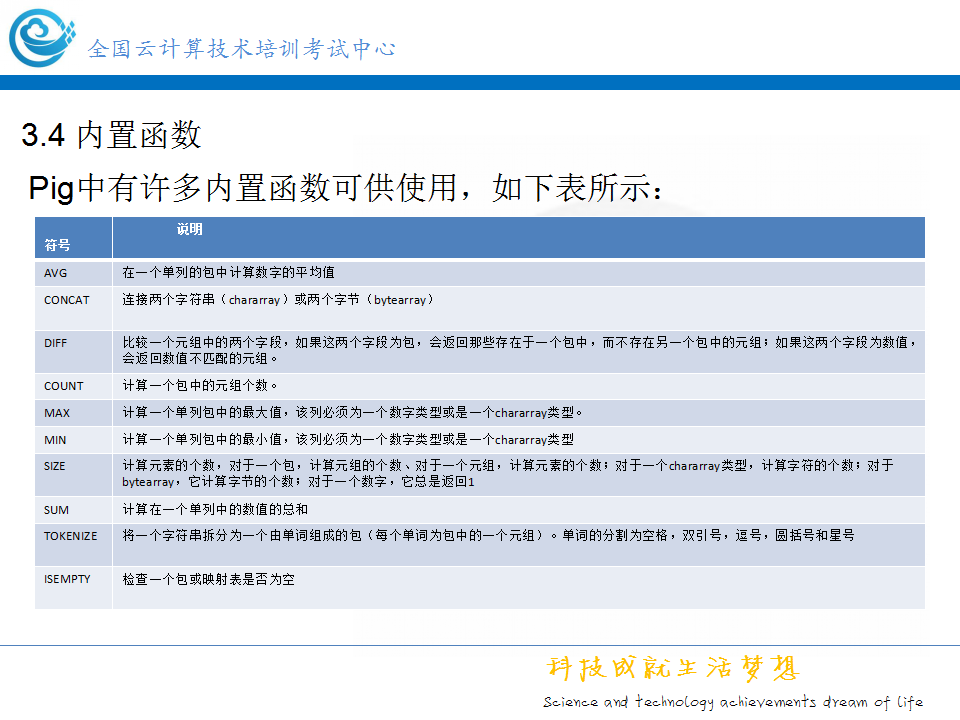 全国云计算技术培训考试中心
3.4 内置函数
Pig中有许多内置函数可供使用，如下表所示：
说明
符号
AVG 在一个单列的包中计算数字的平均值
CONCAT 连接两个字符串（chararray）或两个字节（bytearray）
DIFF 比较一个元组中的两个字段，如果这两个字段为包，会返回那些存在于一个包中，而不存在另一个包中的元组；如果这两个字段为数值，
会返回数值不匹配的元组。
COUNT 计算一个包中的元组个数。
MAX 计算一个单列包中的最大值，该列必须为一个数字类型或是一个chararray类型。
MIN 计算一个单列包中的最小值，该列必须为一个数字类型或是一个chararray类型
SIZE 计算元素的个数，对于一个包，计算元组的个数、对于一个元组，计算元素的个数；对于一个chararray类型，计算字符的个数；对于
bytearray，它计算字节的个数；对于一个数字，它总是返回1
SUM 计算在一个单列中的数值的总和
TOKENIZE 将一个字符串拆分为一个由单词组成的包（每个单词为包中的一个元组）。单词的分割为空格，双引号，逗号，圆括号和星号
ISEMPTY 检查一个包或映射表是否为空
科技成就生活梦想
Science and technology achievements dream of life